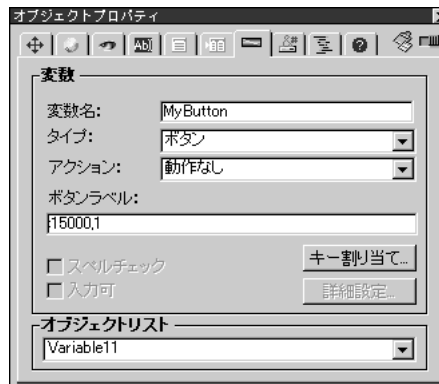 オブジェクトプロパティ
変数
変数名: MyButton
タイプ: ボタン
アクション: 動作なし
ボタンラベル:
:15000,1
スペルチェック
キー割り当て...
入力可
詳細設定...
オブジェクトリスト
Variable11